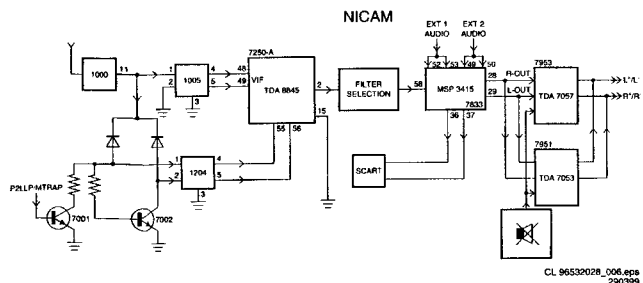 NICAM
EXT 1 AUDIO
EXT 2 AUDIO
1000
11
1
2
1005
3
4
5
48
49
7250-A
VIF
TDA 8845
2
15
55
56
FILTER SELECTION
58
52
53
49
50
MSP 3415
7833
28
29
36
37
R-OUT
L-OUT
7953
TDA 7057
L"/L'
R"/R'
7951
TDA 7053
SCART
P2LLP/MTRAP
7001
7002
1
2
1204
3
4
5
CL 96532028_006.eps
290399